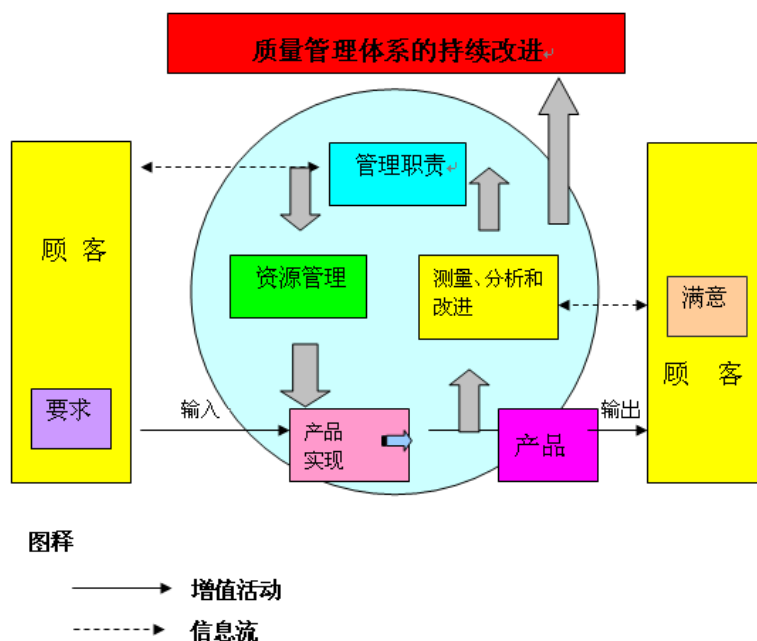 质量管理体系的持续改进
管理职责
顾 客
资源管理
测量、分析和
改进
满意
顾 客
要求
输入
产品
实现
产品
输出
图释
增值活动
信息流